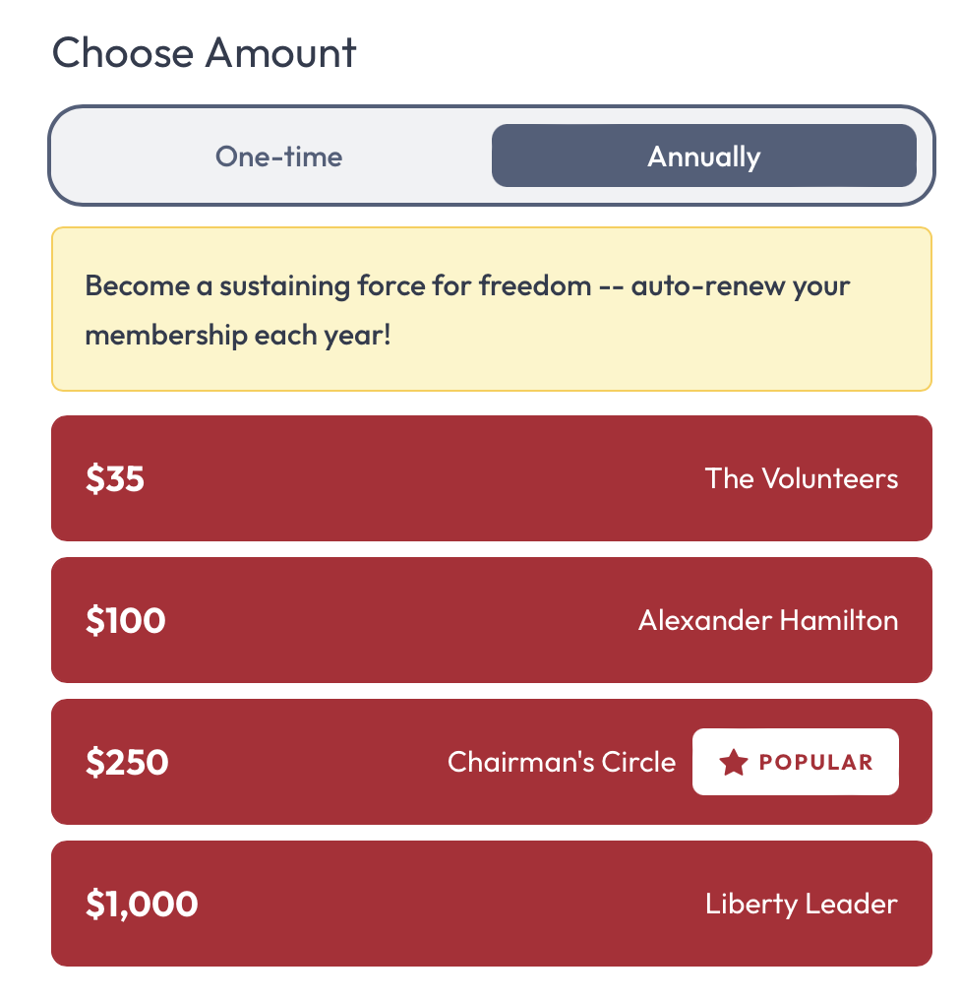 Choose Amount
One-time
Annually
Become a sustaining force for freedom -- auto-renew your
membership each year!
$35 The Volunteers
$100 Alexander Hamilton
$250 Chairman's Circle POPULAR
$1,000 Liberty Leader